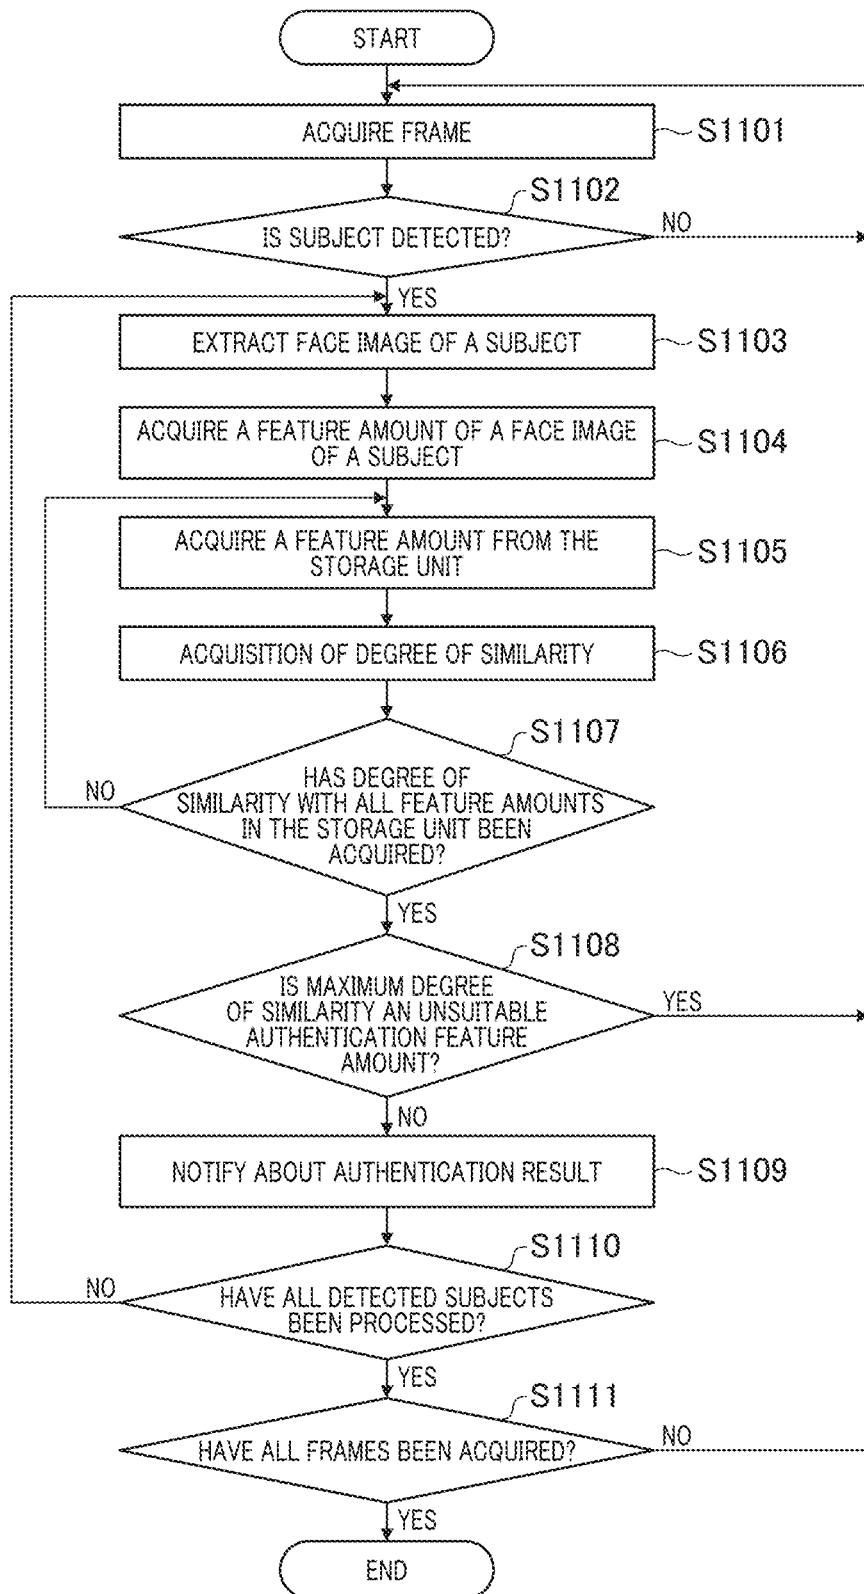 START
ACQUIRE FRAME
S1101
S1102
IS SUBJECT DETECTED?
NO
YES
EXTRACT FACE IMAGE OF A SUBJECT
S1103
ACQUIRE A FEATURE AMOUNT OF A FACE IMAGE
OF A SUBJECT
S1104
ACQUIRE A FEATURE AMOUNT FROM THE
STORAGE UNIT
S1105
ACQUISITION OF DEGREE OF SIMILARITY
S1106
S1107
NO
HAS DEGREE OF
SIMILARITY WITH ALL FEATURE AMOUNTS
IN THE STORAGE UNIT BEEN
ACQUIRED?
YES
S1108
IS MAXIMUM DEGREE
OF SIMILARITY AN UNSUITABLE
AUTHENTICATION FEATURE
AMOUNT?
YES
NO
NOTIFY ABOUT AUTHENTICATION RESULT
S1109
S1110
NO
HAVE ALL DETECTED SUBJECTS
BEEN PROCESSED?
YES
S1111
HAVE ALL FRAMES BEEN ACQUIRED?
NO
YES
END